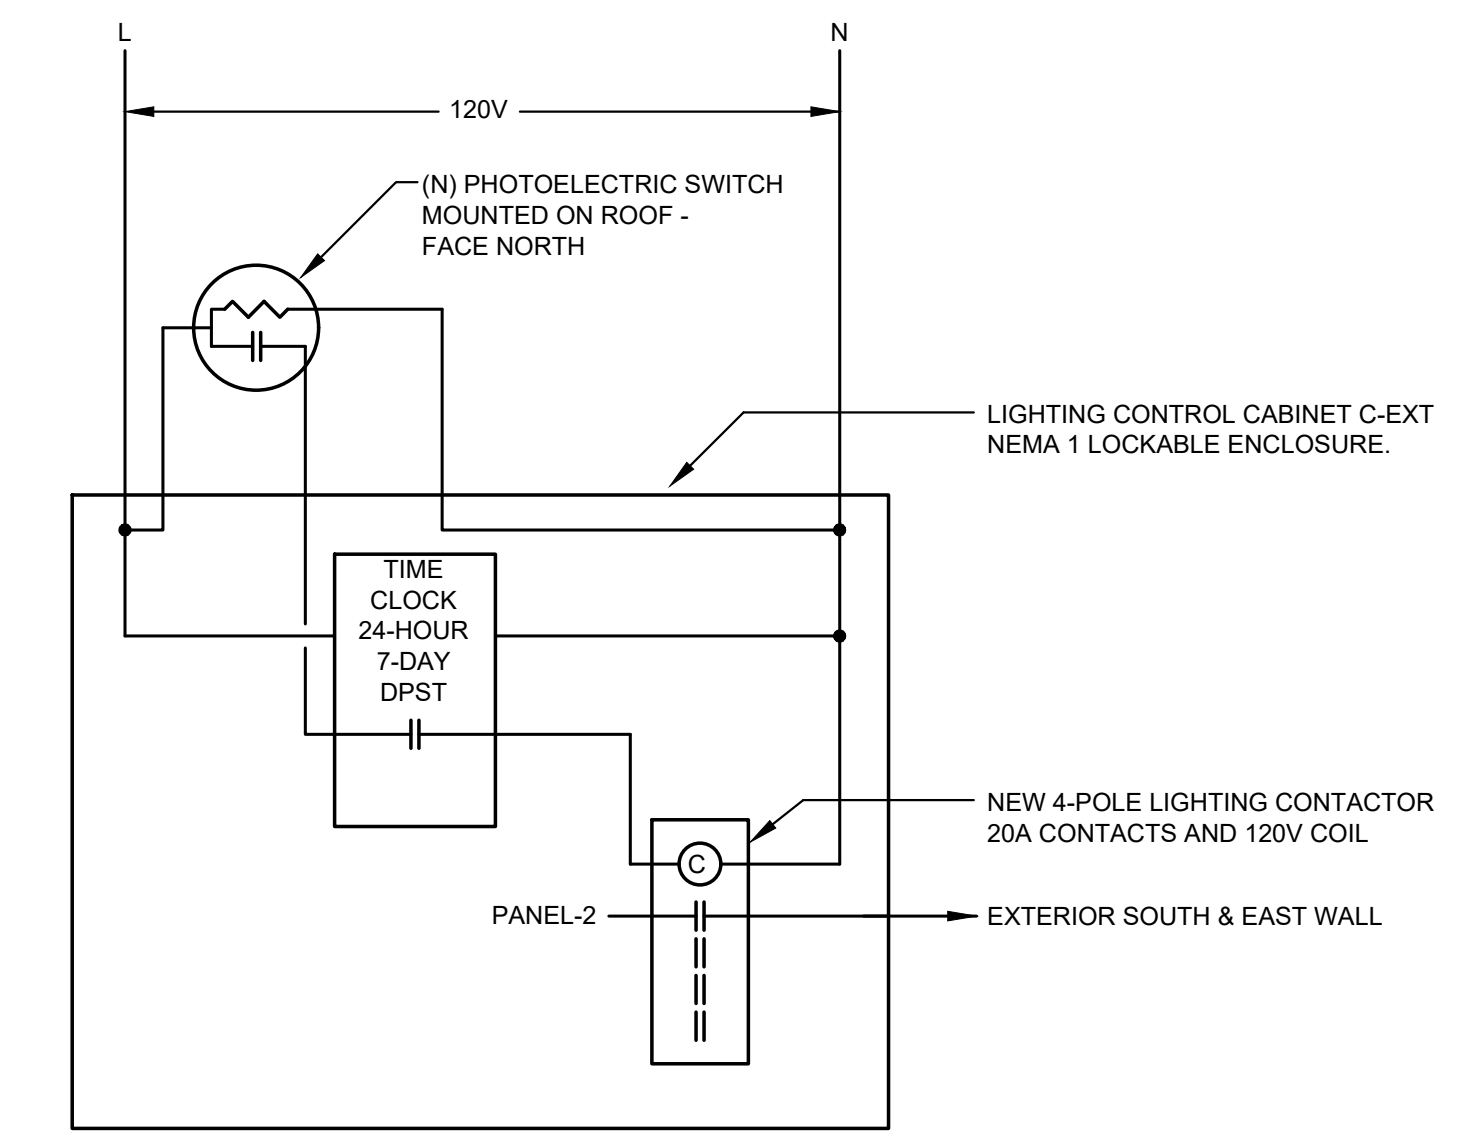 L
N
120V
(N) PHOTOELECTRIC SWITCH
MOUNTED ON ROOF -
FACE NORTH
LIGHTING CONTROL CABINET C-EXT
NEMA 1 LOCKABLE ENCLOSURE.
TIME
CLOCK
24-HOUR
7-DAY
DPST
NEW 4-POLE LIGHTING CONTACTOR
20A CONTACTS AND 120V COIL
C
PANEL-2
EXTERIOR SOUTH & EAST WALL